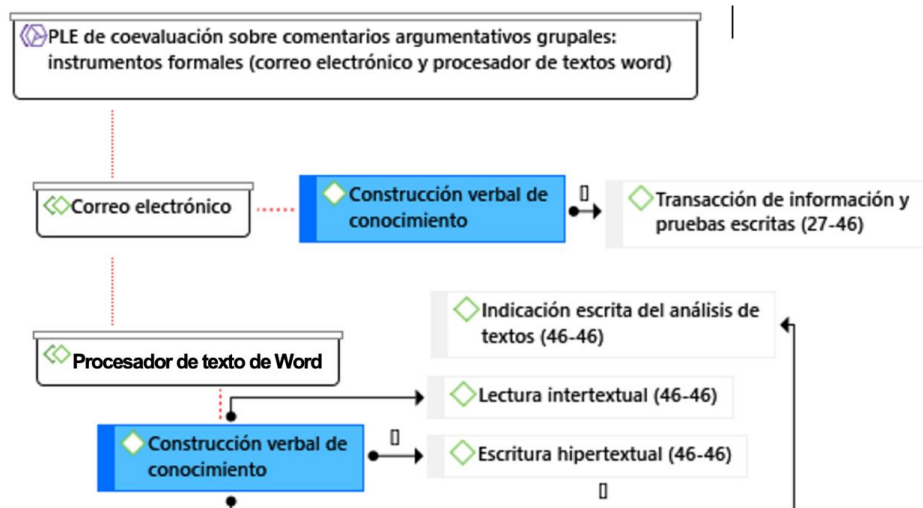 PLE de coevaluación sobre comentarios argumentativos grupales:
instrumentos formales (correo electrónico y procesador de textos word)
Correo electrónico
Construcción verbal de
conocimiento
Transacción de información y
pruebas escritas (27-46)
Indicación escrita del análisis de
textos (46-46)
Procesador de texto de Word
Lectura intertextual (46-46)
Construcción verbal de
conocimiento
Escritura hipertextual (46-46)